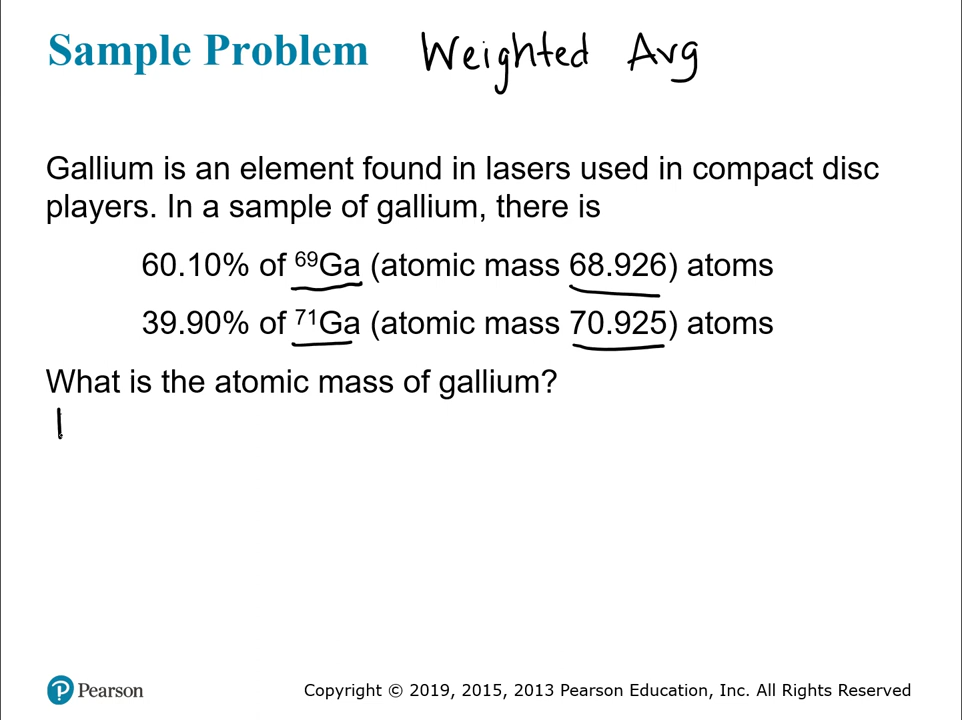 Sample Problem Weighted Avg
Gallium is an element found in lasers used in compact disc
players. In a sample of gallium, there is
60.10% of ⁶⁹Ga (atomic mass 68.926) atoms
39.90% of ⁷¹Ga (atomic mass 70.925) atoms
What is the atomic mass of gallium?
Pearson
Copyright © 2019, 2015, 2013 Pearson Education, Inc. All Rights Reserved